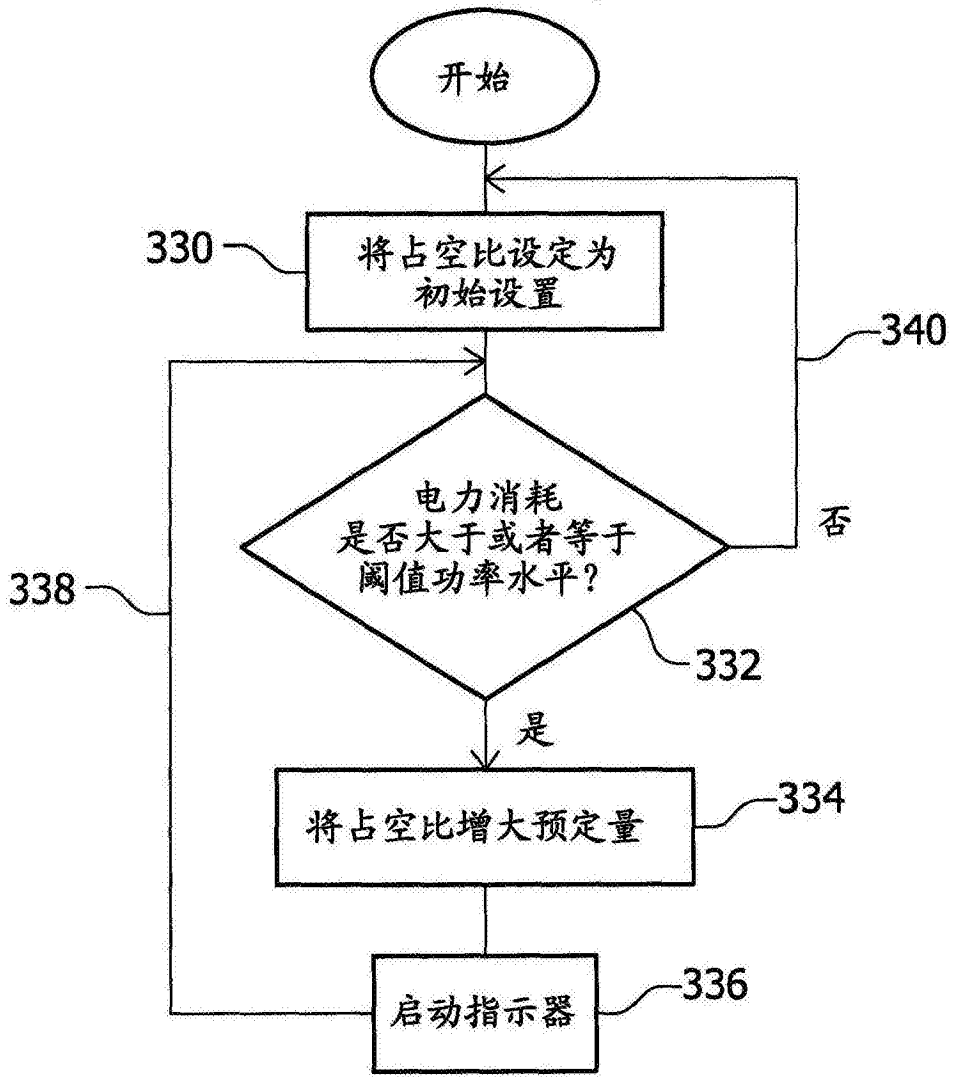 开始
330
将占空比设定为
初始设置
340
电力消耗
是否大于或者等于
阈值功率水平?
否
338
332
是
334
将占空比增大预定量
336
启动指示器